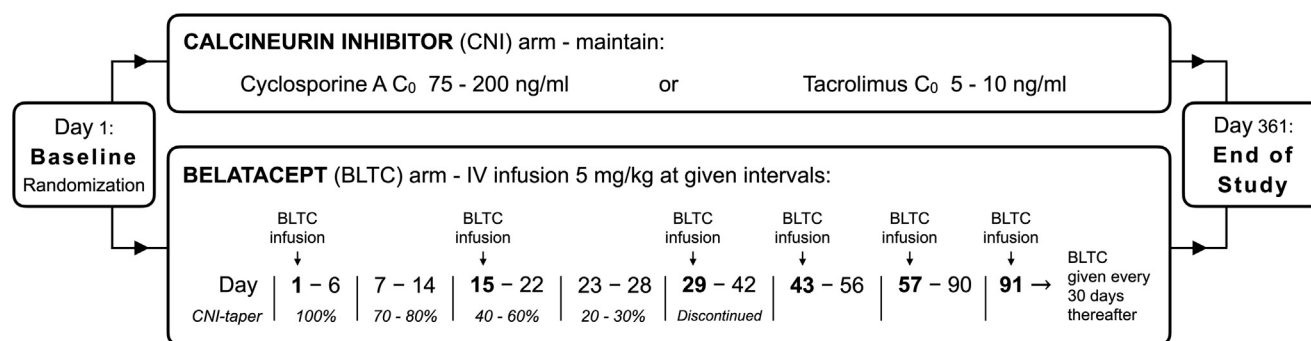 CALCINEURIN INHIBITOR (CNI) arm - maintain:
Cyclosporine A C₀ 75 - 200 ng/ml or Tacrolimus C₀ 5 - 10 ng/ml
Day 1:
Baseline
Randomization
BELATACEPT (BLTC) arm - IV infusion 5 mg/kg at given intervals:
BLTC infusion
BLTC infusion
BLTC infusion
BLTC infusion
BLTC infusion
BLTC infusion
Day 1 – 6 7 – 14 15 – 22 23 – 28 29 – 42 43 – 56 57 – 90 91 →
CNI-taper 100% 70 - 80% 40 - 60% 20 - 30% Discontinued
BLTC
given every
30 days
thereafter
Day 361:
End of
Study